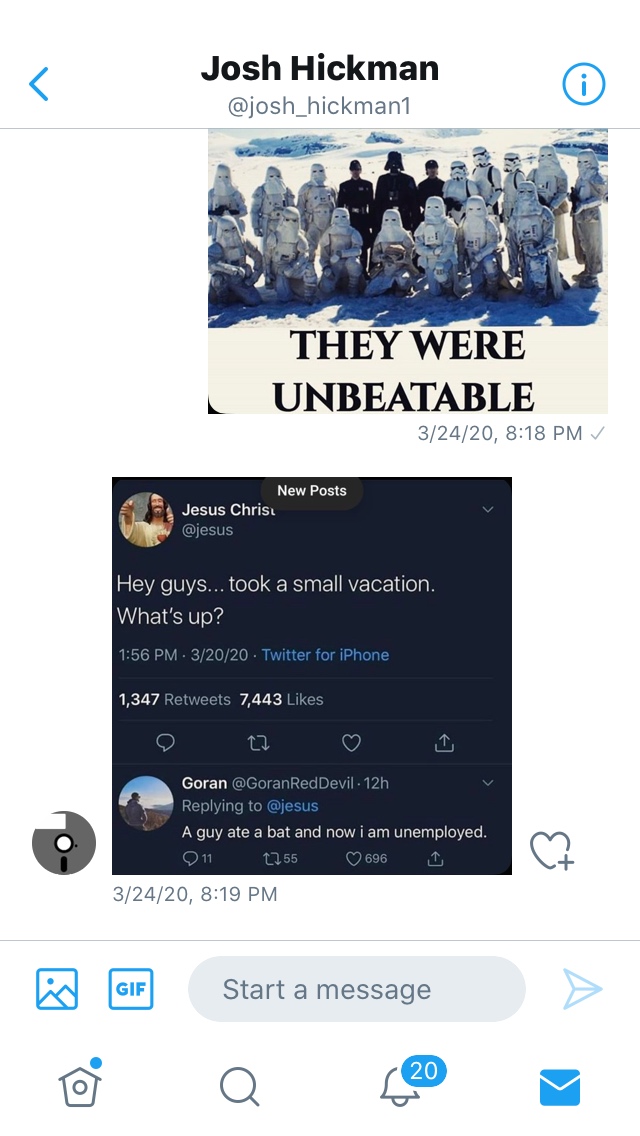 Josh Hickman
@josh_hickman1
THEY WERE
UNBEATABLE
3/24/20, 8:18 PM
New Posts
Jesus Christ
@jesus
Hey guys... took a small vacation.
What's up?
1:56 PM · 3/20/20 · Twitter for iPhone
1,347 Retweets 7,443 Likes
Goran @GoranRedDevil · 12h
Replying to @jesus
A guy ate a bat and now i am unemployed.
11 55 696
3/24/20, 8:19 PM
GIF Start a message
20